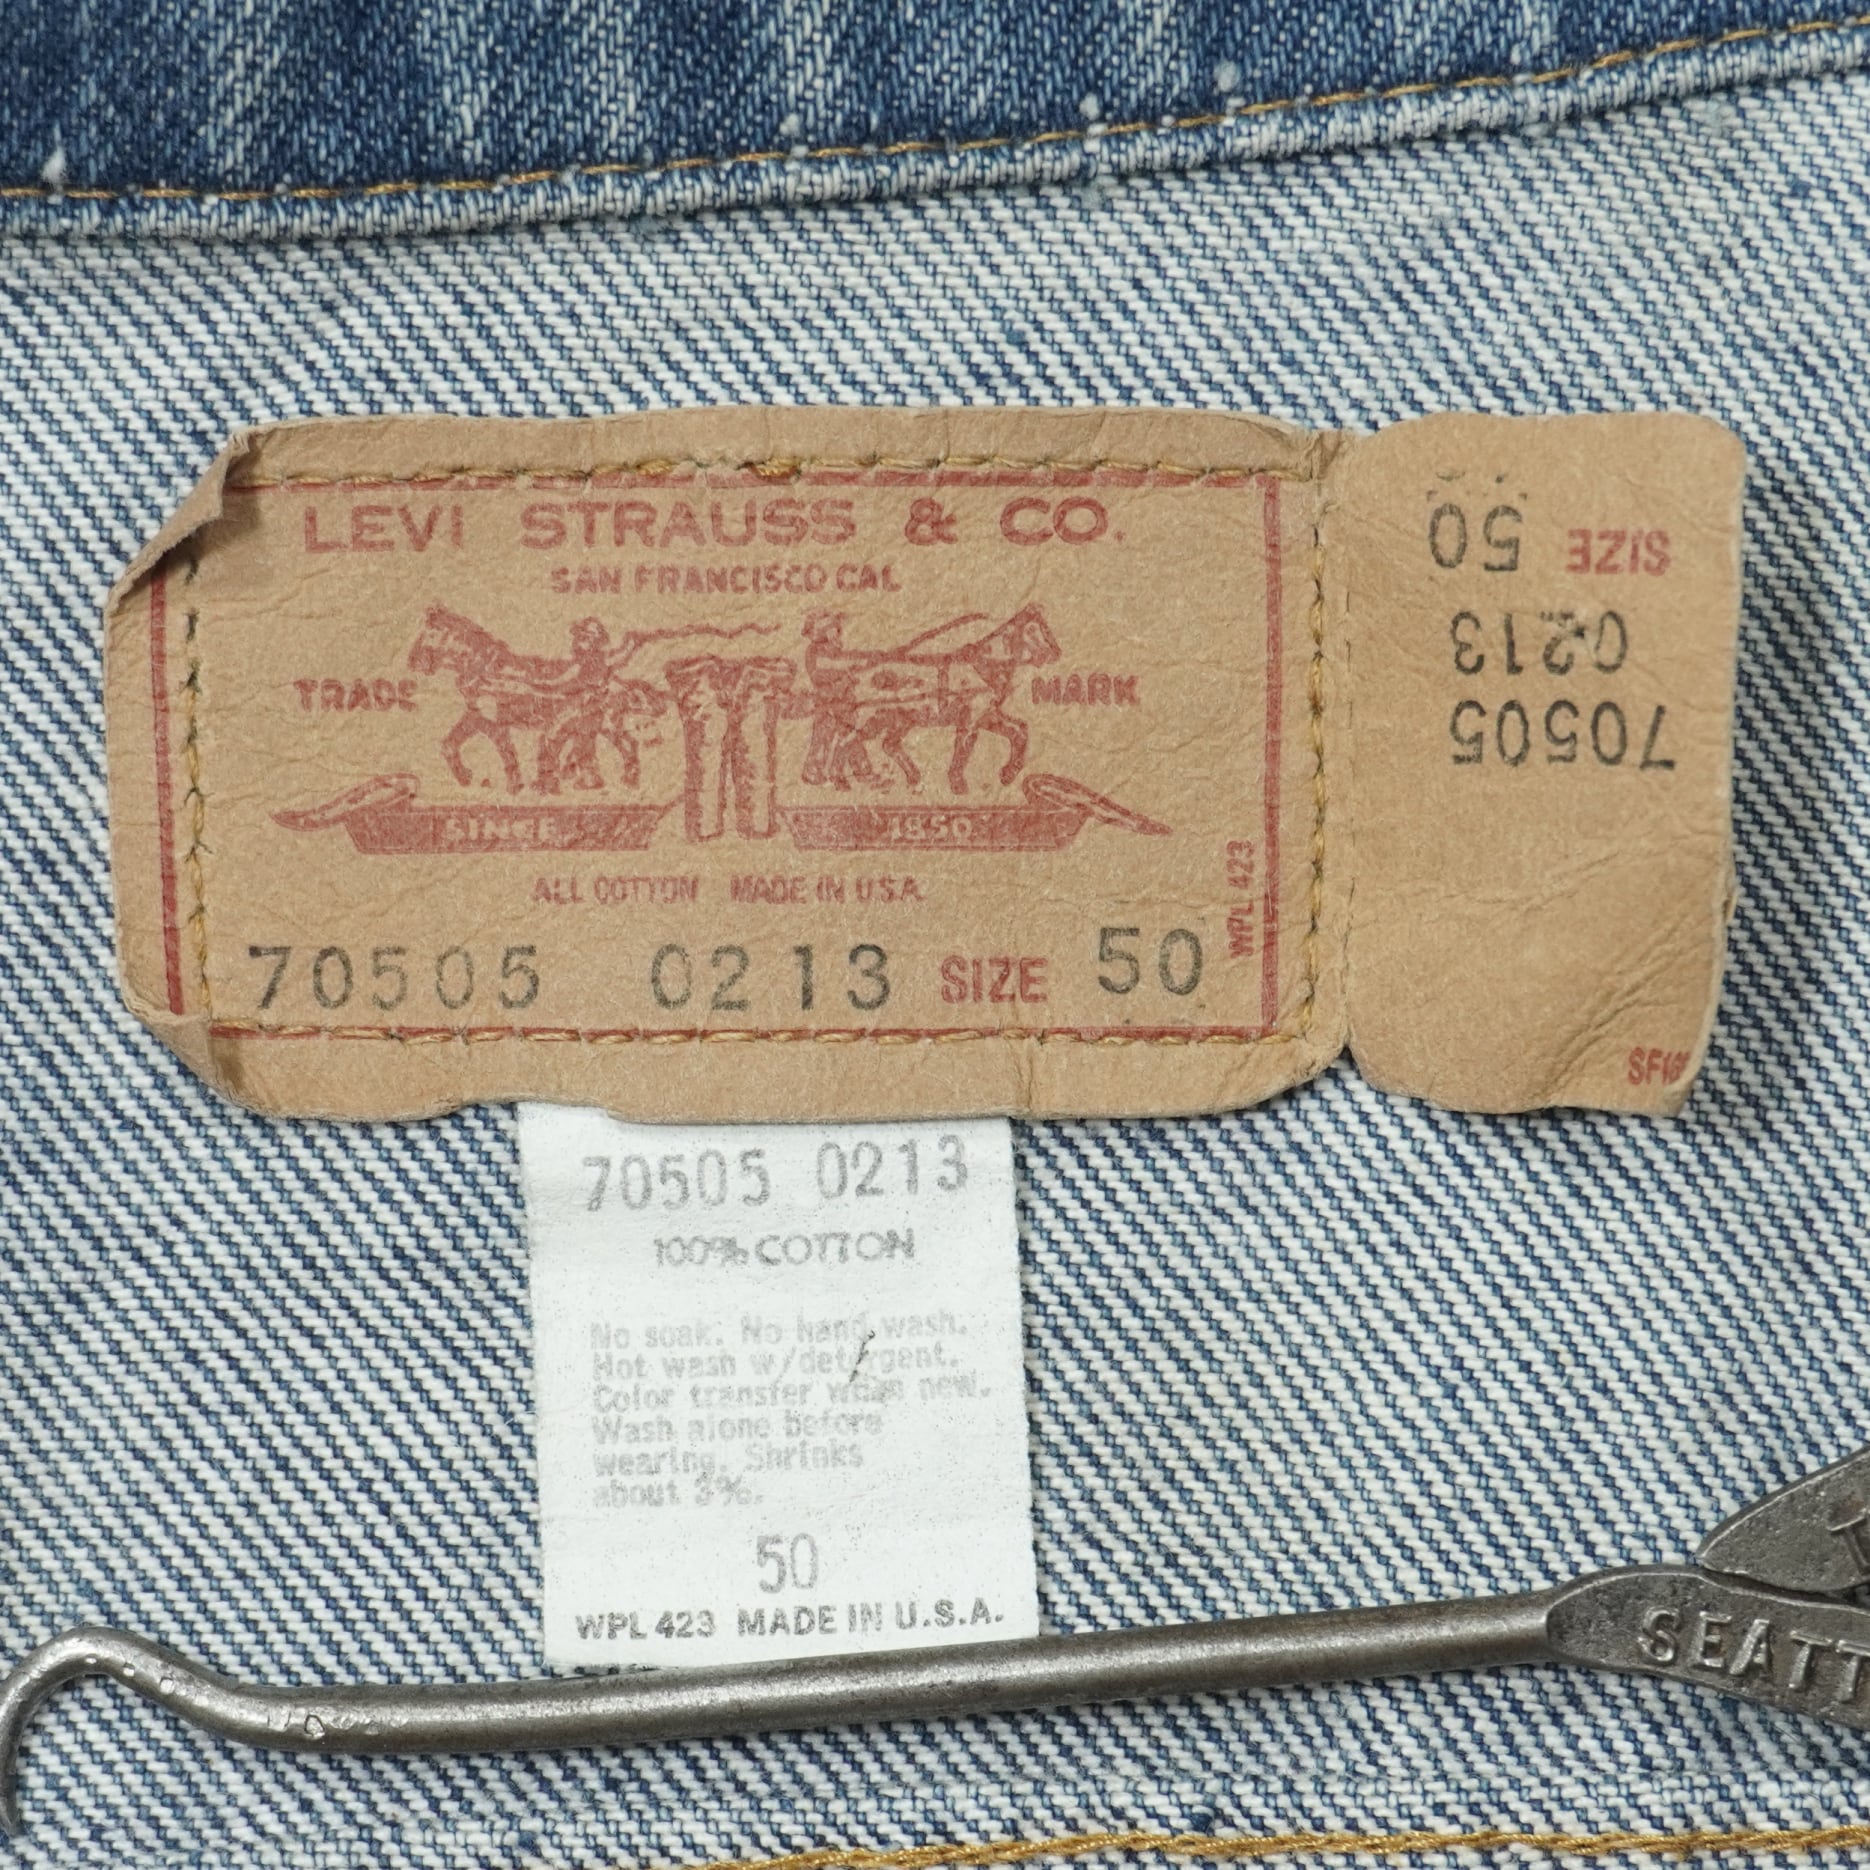 LEVI STRAUSS & CO.
SAN FRANCISCO CAL
TRADE MARK
SINCE 1850
ALL COTTON MADE IN U.S.A.
WPL 423
70505 0213 SIZE 50
SIZE 50
0213
70505
70505 0213
100% COTTON
No soak. No hand wash.
Hot wash w/detergent.
Color transfer when new.
Wash alone before
wearing. Shrinks
about 3%.
50
WPL 423 MADE IN U.S.A.